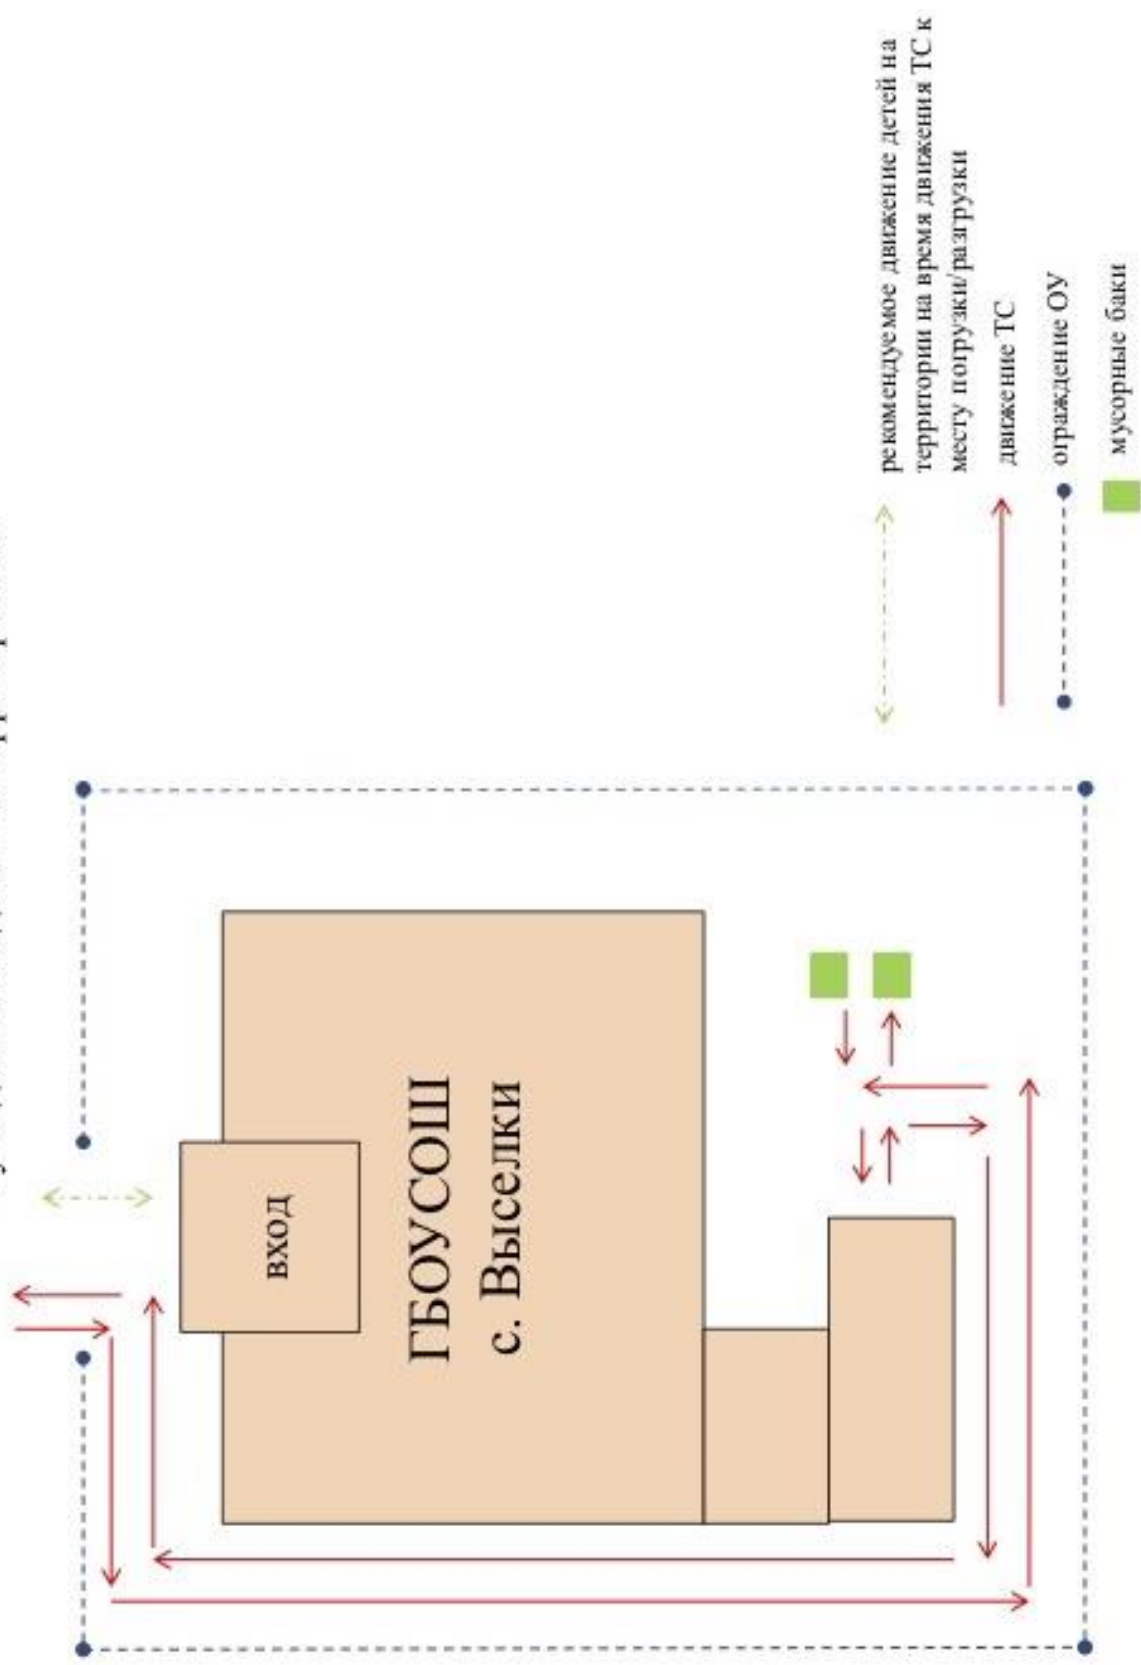 вход
ГБОУСОШ
с. Выселки
рекомендуемое движение детей на
территории на время движения ТС к
месту погрузки/разгрузки
движение ТС
ограждение ОУ
мусорные баки